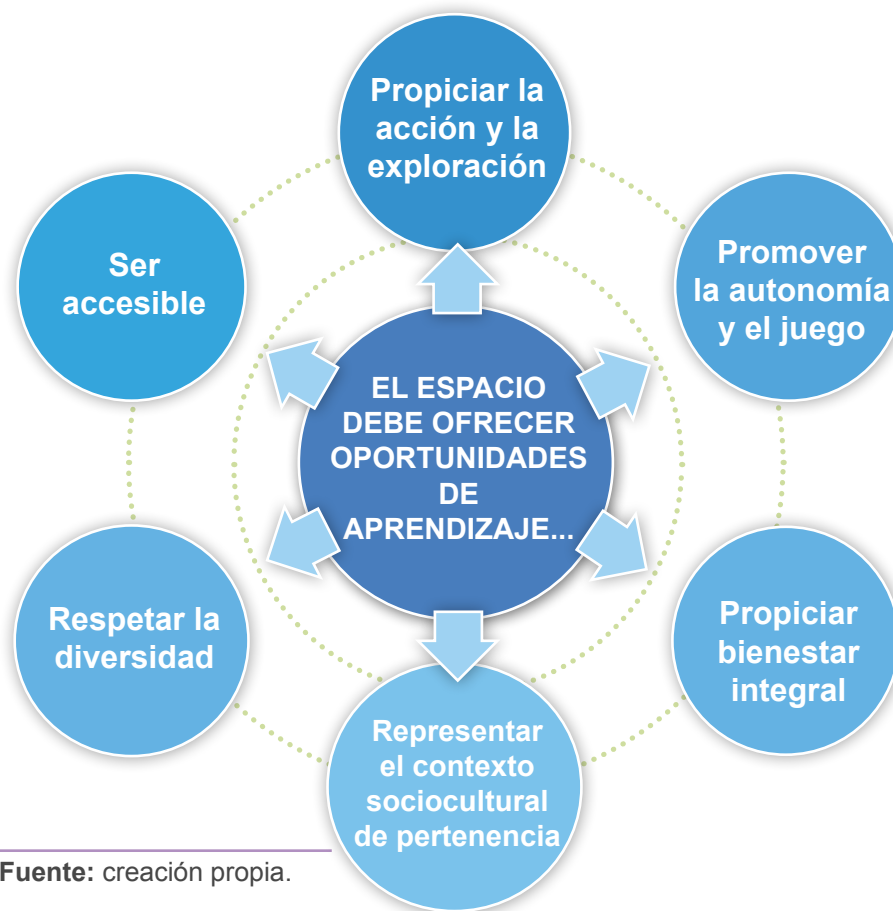 Propiciar la
acción y la
exploración
Ser
accesible
Promover
la autonomía
y el juego
EL ESPACIO
DEBE OFRECER
OPORTUNIDADES
DE
APRENDIZAJE...
Respetar la
diversidad
Propiciar
bienestar
integral
Representar
el contexto
sociocultural
de pertenencia
Fuente: creación propia.